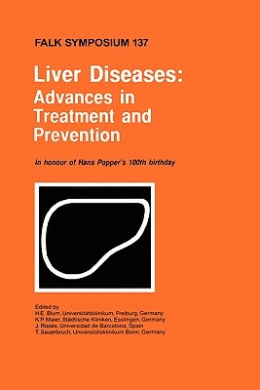 FALK SYMPOSIUM 137
Liver Diseases:
Advances in
Treatment and
Prevention
In honour of Hans Popper's 100th birthday
Edited by
H.E. Blum, Universitätsklinikum, Freiburg, Germany
K.P. Maier, Städtische Kliniken, Esslingen, Germany
J. Rodés, Universidad de Barcelona, Spain
T. Sauerbruch, Universitätsklinikum Bonn, Germany